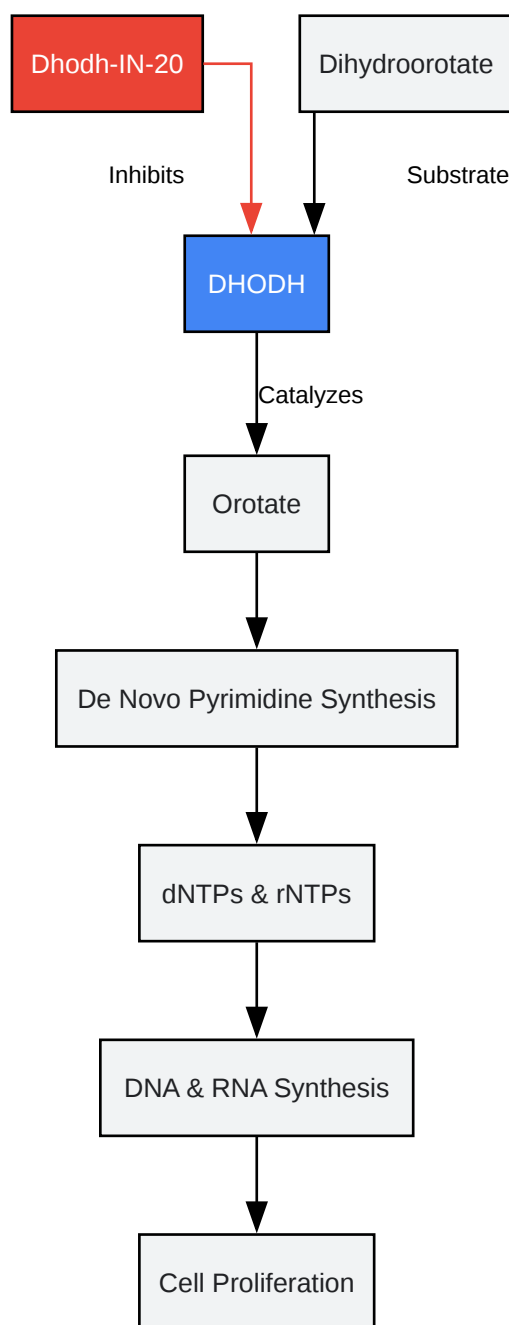 Dhodh-IN-20
Dihydroorotate
Inhibits
Substrate
DHODH
Catalyzes
Orotate
De Novo Pyrimidine Synthesis
dNTPs & rNTPs
DNA & RNA Synthesis
Cell Proliferation